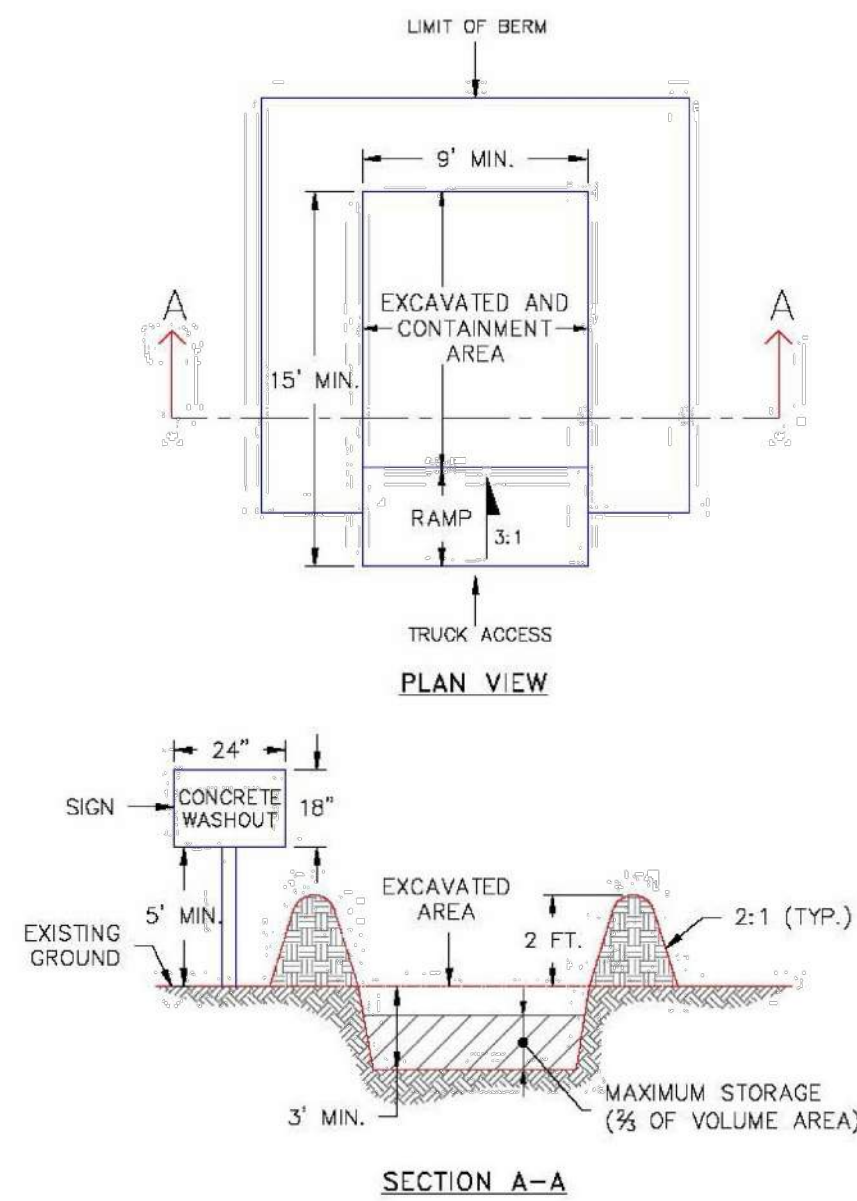 LIMIT OF BERM
9' MIN.
A
A
EXCAVATED AND
CONTAINMENT
AREA
15' MIN.
RAMP
3:1
TRUCK ACCESS
PLAN VIEW
24"
SIGN
CONCRETE
WASHOUT
18"
5' MIN.
EXISTING
GROUND
EXCAVATED
AREA
2 FT.
2:1 (TYP.)
3' MIN.
MAXIMUM STORAGE
(⅔ OF VOLUME AREA)
SECTION A-A